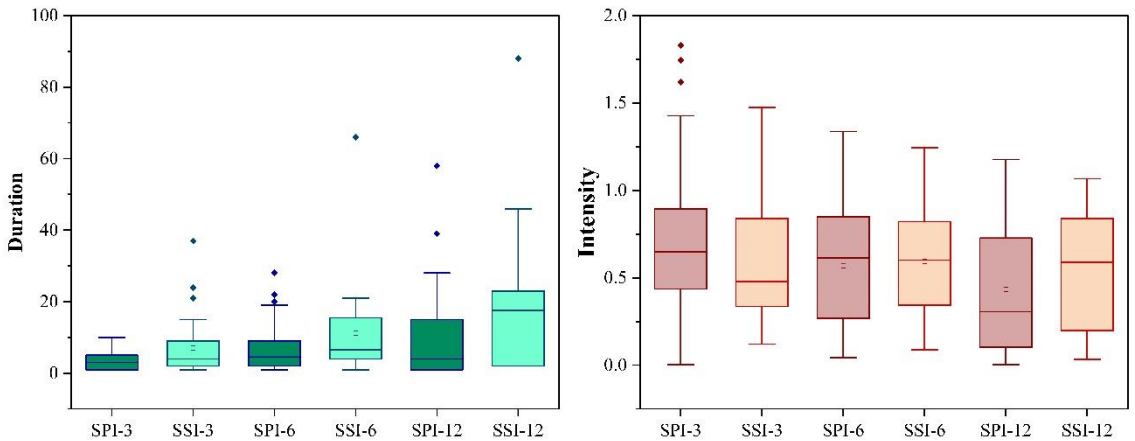 100
80
60
40
20
0
Duration
SPI-3 SSI-3 SPI-6 SSI-6 SPI-12 SSI-12
2.0
1.5
1.0
0.5
0.0
Intensity
SPI-3 SSI-3 SPI-6 SSI-6 SPI-12 SSI-12